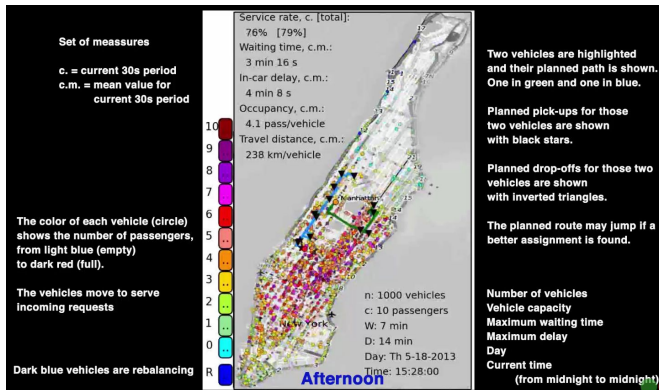 Set of meassures
c. = current 30s period
c.m. = mean value for
current 30s period
The color of each vehicle (circle)
shows the number of passengers,
from light blue (empty)
to dark red (full).
The vehicles move to serve
incoming requests
Dark blue vehicles are rebalancing
10
9
8
7
6
5
4
3
2
1
0
R
Service rate, c. [total]:
76% [79%]
Waiting time, c.m.:
3 min 16 s
In-car delay, c.m.:
4 min 8 s
Occupancy, c.m.:
4.1 pass/vehicle
Travel distance, c.m.:
238 km/vehicle
Manhattan
NEW YORK
n: 1000 vehicles
c: 10 passengers
W: 7 min
D: 14 min
Day: Th 5-18-2013
Time: 15:28:00
Afternoon
Two vehicles are highlighted
and their planned path is shown.
One in green and one in blue.
Planned pick-ups for those
two vehicles are shown
with black stars.
Planned drop-offs for those two
vehicles are shown
with inverted triangles.
The planned route may jump if a
better assignment is found.
Number of vehicles
Vehicle capacity
Maximum waiting time
Maximum delay
Day
Current time
(from midnight to midnight)